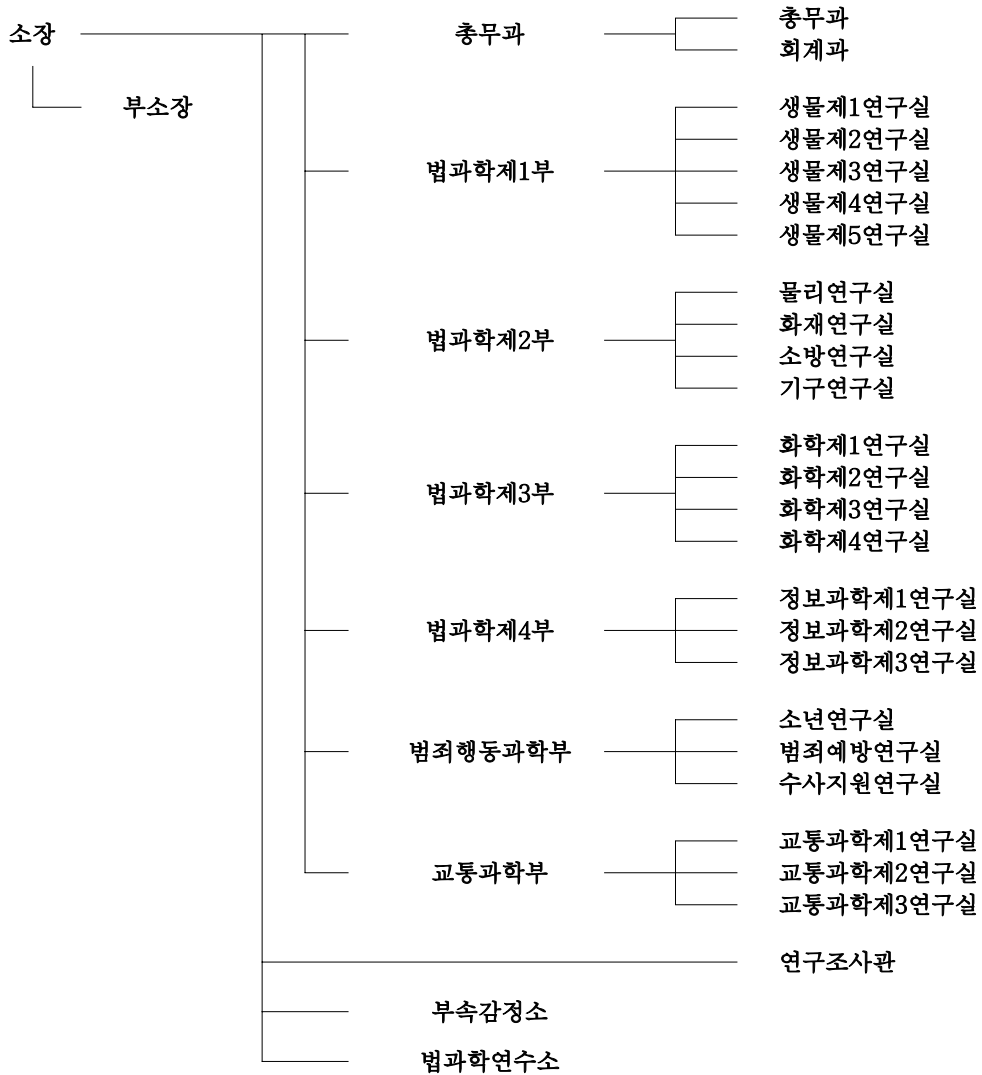 소장
부소장
총무과
총무과
회계과
법과학제1부
생물제1연구실
생물제2연구실
생물제3연구실
생물제4연구실
생물제5연구실
법과학제2부
물리연구실
화재연구실
소방연구실
기구연구실
법과학제3부
화학제1연구실
화학제2연구실
화학제3연구실
화학제4연구실
법과학제4부
정보과학제1연구실
정보과학제2연구실
정보과학제3연구실
범죄행동과학부
소년연구실
범죄예방연구실
수사지원연구실
교통과학부
교통과학제1연구실
교통과학제2연구실
교통과학제3연구실
연구조사관
부속감정소
법과학연수소